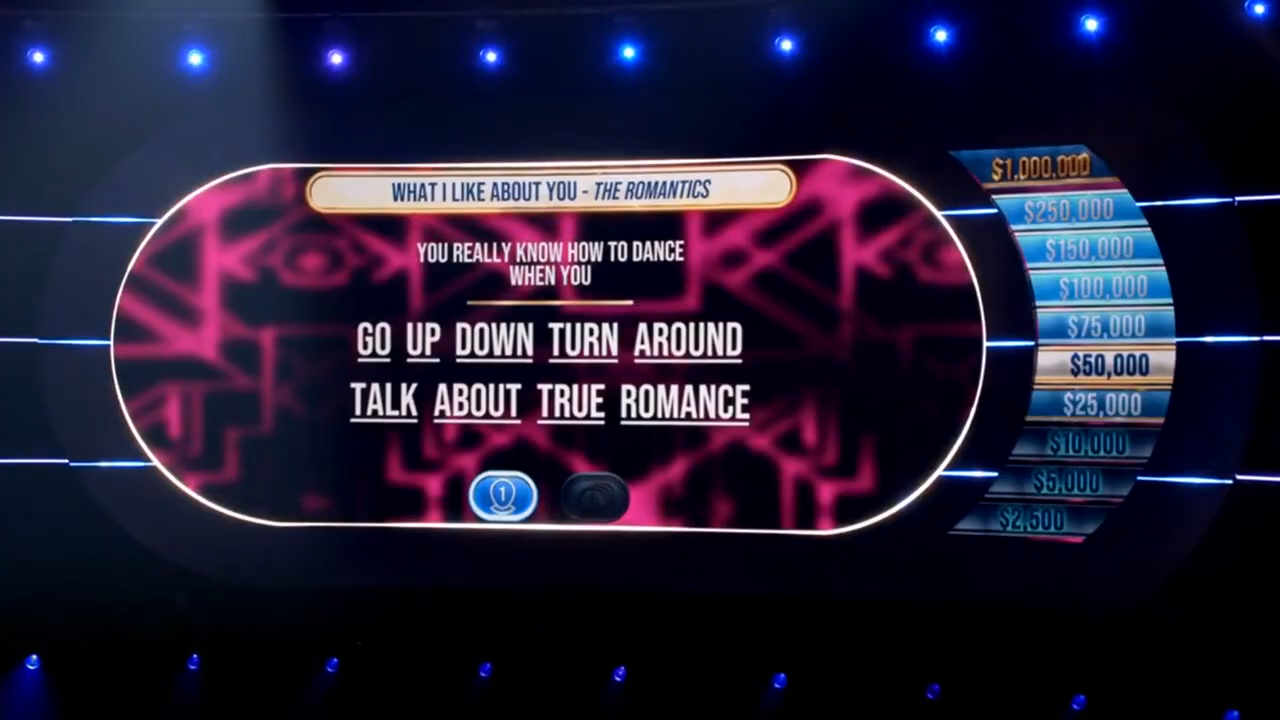 WHAT I LIKE ABOUT YOU - THE ROMANTICS
YOU REALLY KNOW HOW TO DANCE
WHEN YOU
GO UP DOWN TURN AROUND
TALK ABOUT TRUE ROMANCE
1
$1,000,000
$250,000
$150,000
$100,000
$75,000
$50,000
$25,000
$10,000
$5,000
$2,500